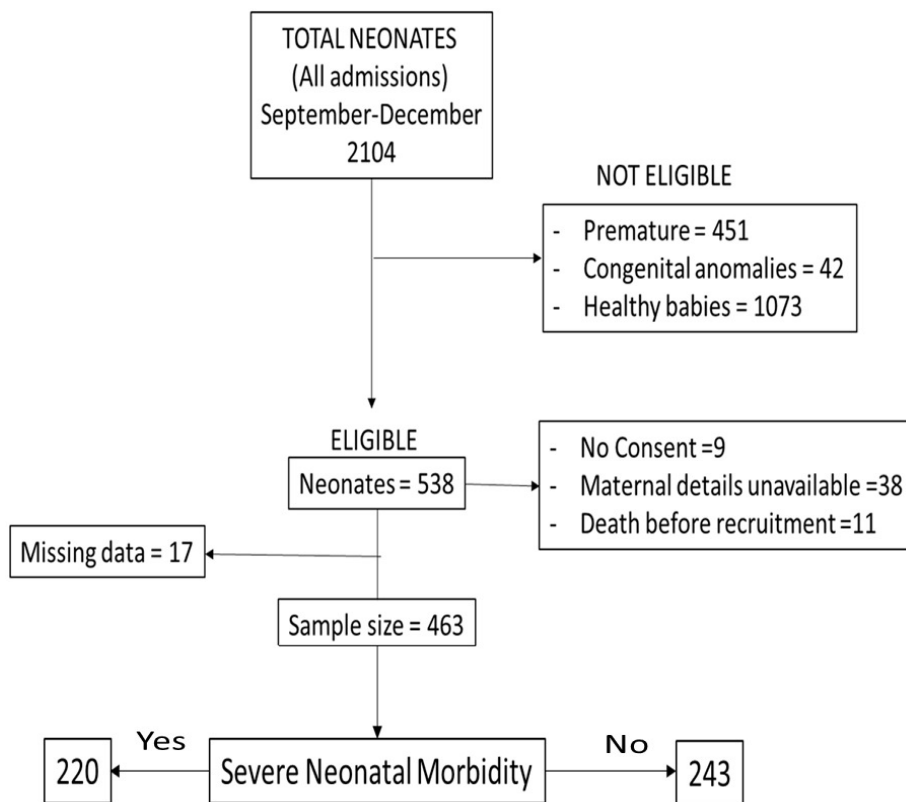 TOTAL NEONATES
(All admissions)
September-December
2104
NOT ELIGIBLE
- Premature = 451
- Congenital anomalies = 42
- Healthy babies = 1073
ELIGIBLE
Neonates = 538
- No Consent =9
- Maternal details unavailable =38
- Death before recruitment =11
Missing data = 17
Sample size = 463
Yes
No
220
Severe Neonatal Morbidity
243